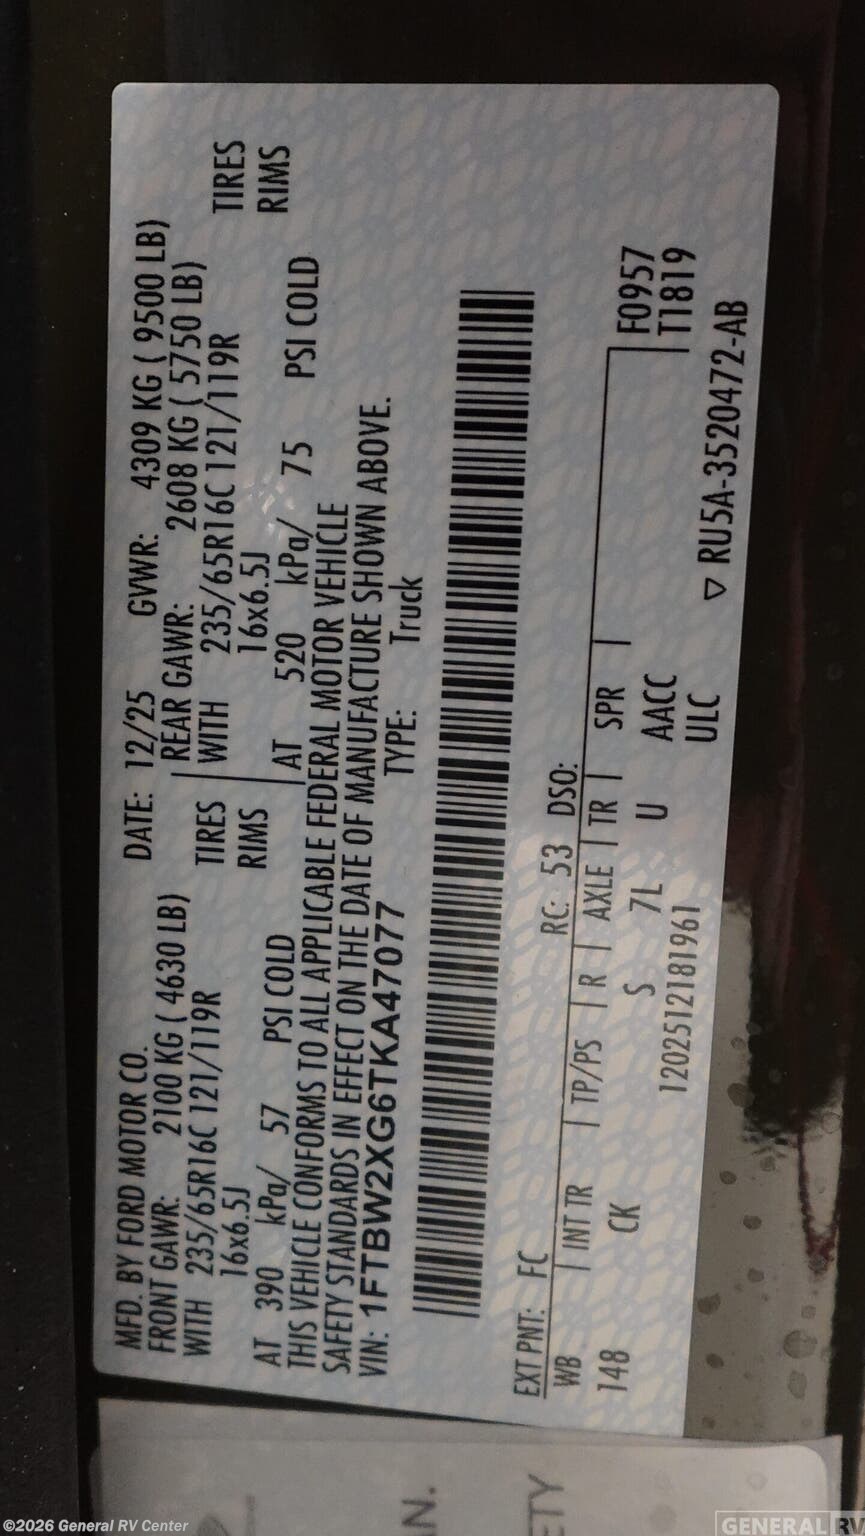 MFD. BY FORD MOTOR CO. DATE: 12/25 GVWR: 4309 KG ( 9500 LB)
FRONT GAWR: 2100 KG ( 4630 LB) REAR GAWR: 2608 KG ( 5750 LB)
WITH 235/65R16C 121/119R TIRES WITH 235/65R16C 121/119R TIRES
16x6.5J RIMS 16x6.5J RIMS
AT 390 kPa/ 57 PSI COLD AT 520 kPa/ 75 PSI COLD
THIS VEHICLE CONFORMS TO ALL APPLICABLE FEDERAL MOTOR VEHICLE
SAFETY STANDARDS IN EFFECT ON THE DATE OF MANUFACTURE SHOWN ABOVE.
VIN: 1FTBW2XG6TKA47077 TYPE: Truck
EXT PNT: FC RC: 53 DSO:
WB INT TR TP/PS R AXLE TR SPR F0957
148 CK S 7L U AACC T1819
1202512181961 ULC
▽ RU5A-3520472-AB
N.
ETY
©2026 General RV Center
GENERAL RV